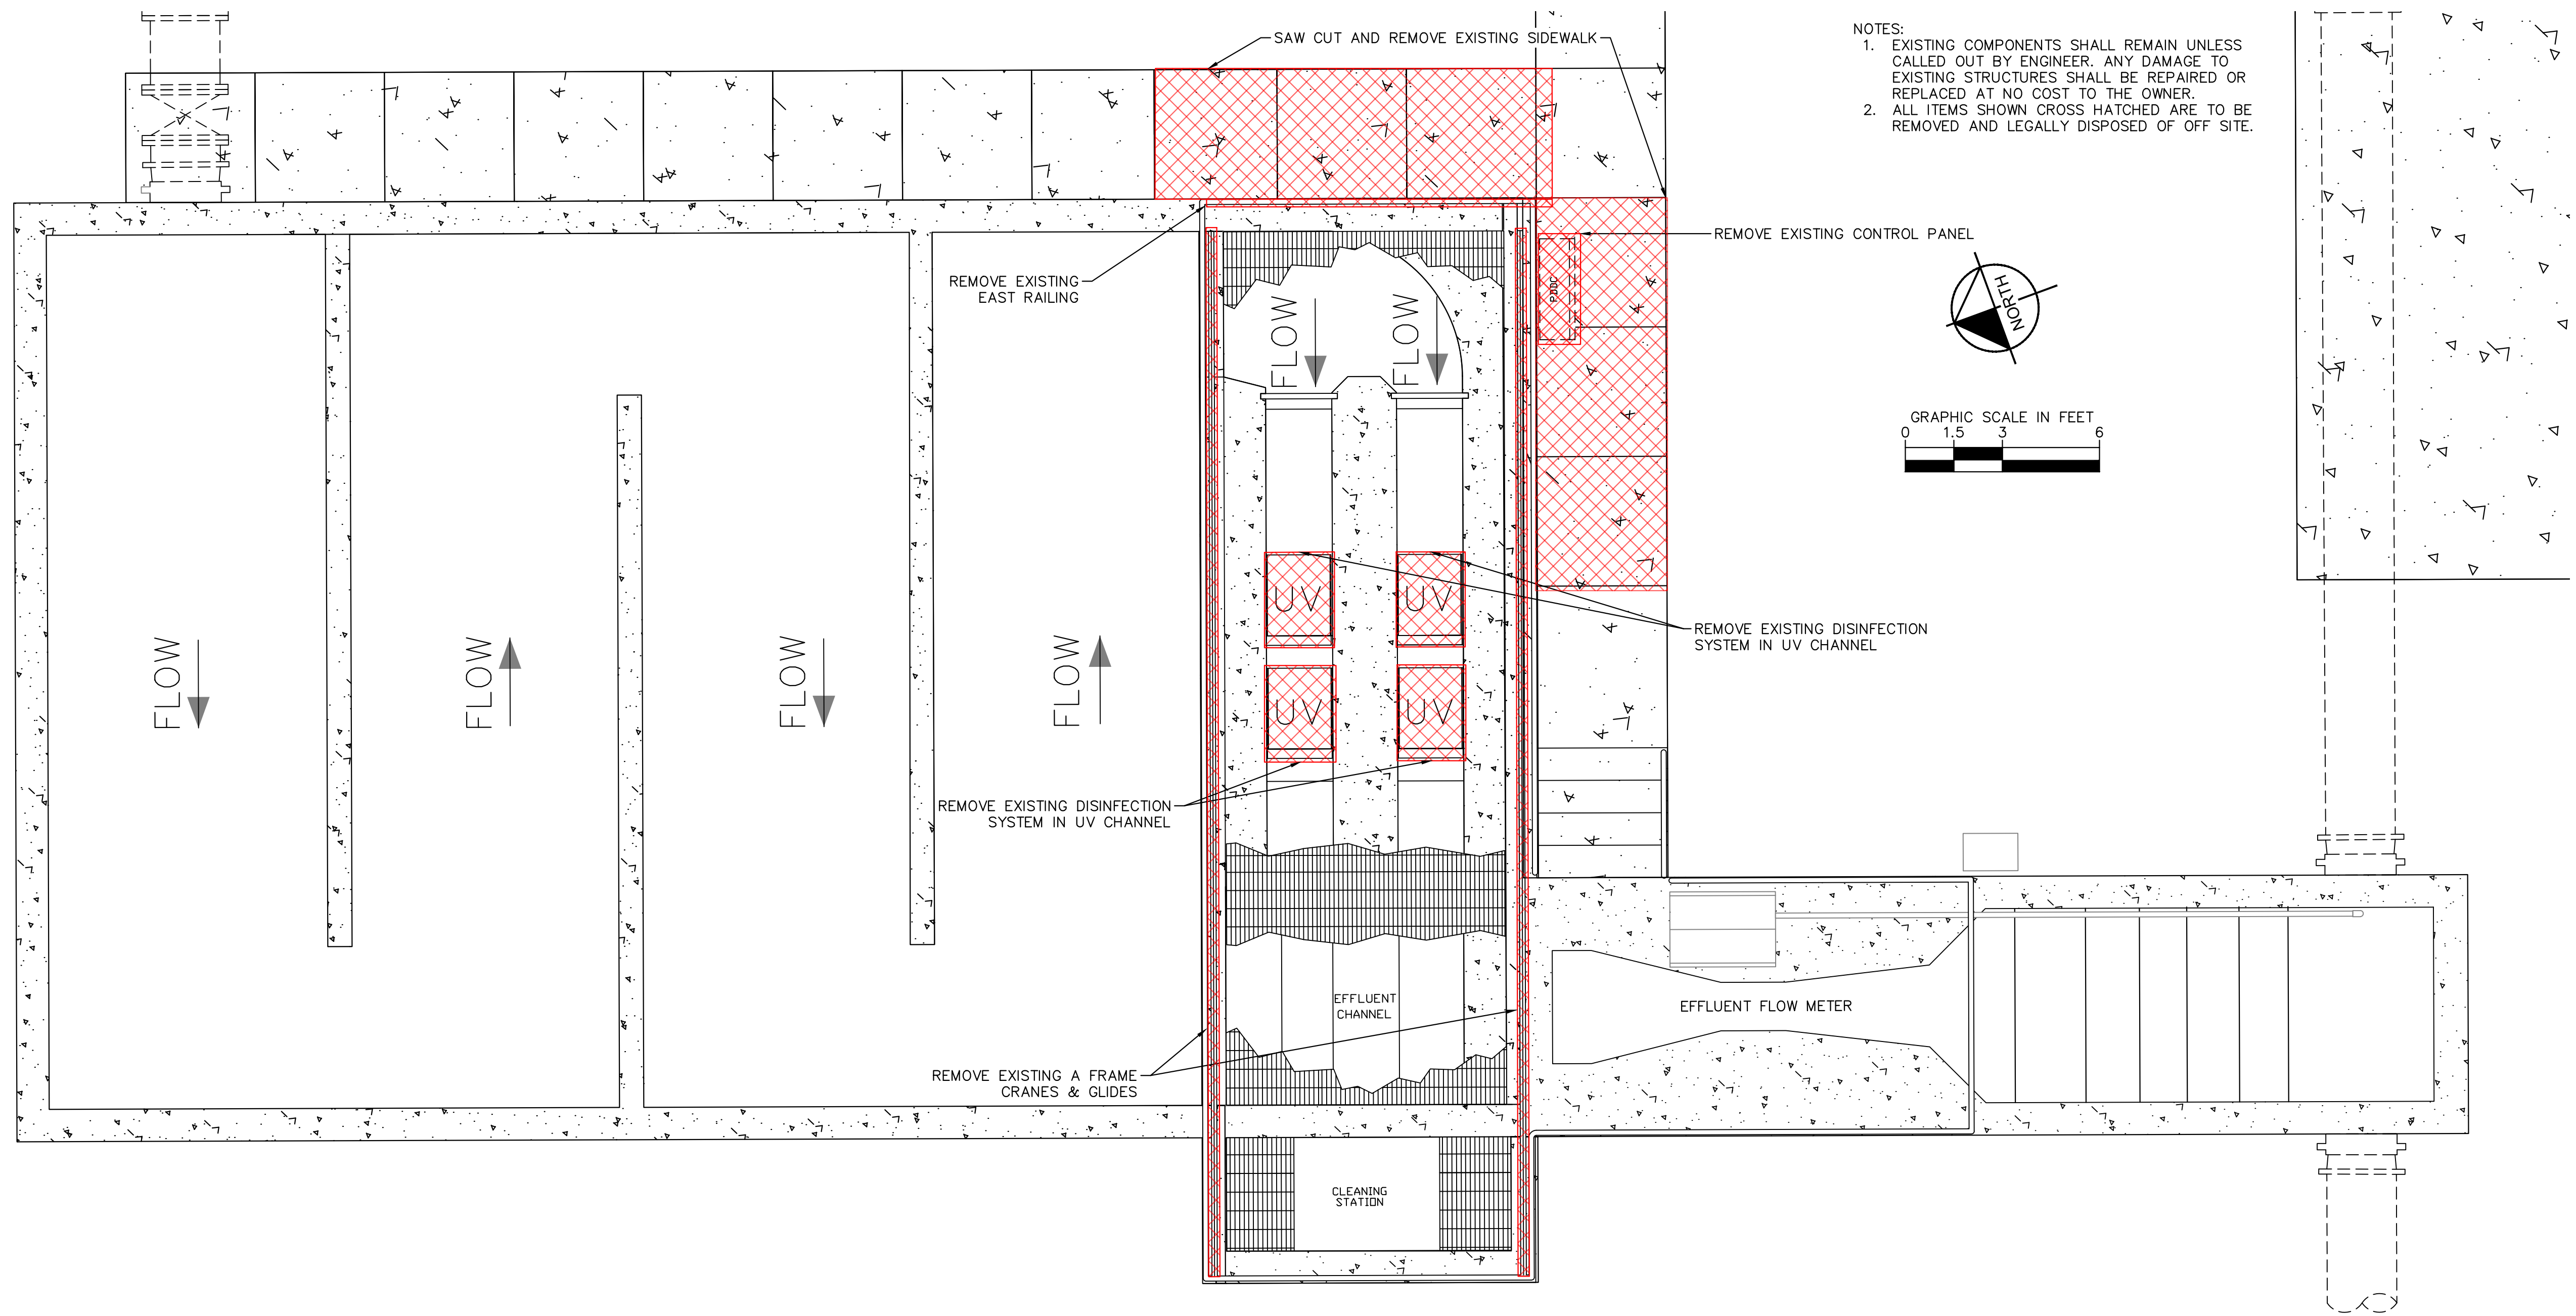 SAW CUT AND REMOVE EXISTING SIDEWALK
NOTES:
1. EXISTING COMPONENTS SHALL REMAIN UNLESS
CALLED OUT BY ENGINEER. ANY DAMAGE TO
EXISTING STRUCTURES SHALL BE REPAIRED OR
REPLACED AT NO COST TO THE OWNER.
2. ALL ITEMS SHOWN CROSS HATCHED ARE TO BE
REMOVED AND LEGALLY DISPOSED OF OFF SITE.
REMOVE EXISTING CONTROL PANEL
REMOVE EXISTING
EAST RAILING
PDDC
NORTH
FLOW
FLOW
GRAPHIC SCALE IN FEET
0 1.5 3 6
UV
UV
REMOVE EXISTING DISINFECTION
SYSTEM IN UV CHANNEL
FLOW
FLOW
FLOW
FLOW
UV
UV
REMOVE EXISTING DISINFECTION
SYSTEM IN UV CHANNEL
EFFLUENT
CHANNEL
EFFLUENT FLOW METER
REMOVE EXISTING A FRAME
CRANES & GLIDES
CLEANING
STATION